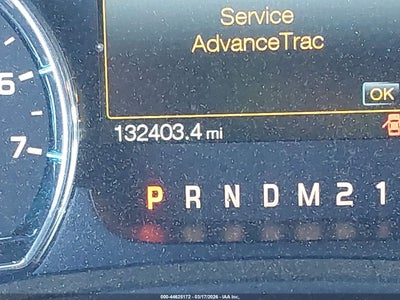 Service
AdvanceTrac
6
OK
132403.4 mi
7
P R N D M 2 1
000-44625172 - 03/17/2026 - IAA Inc.